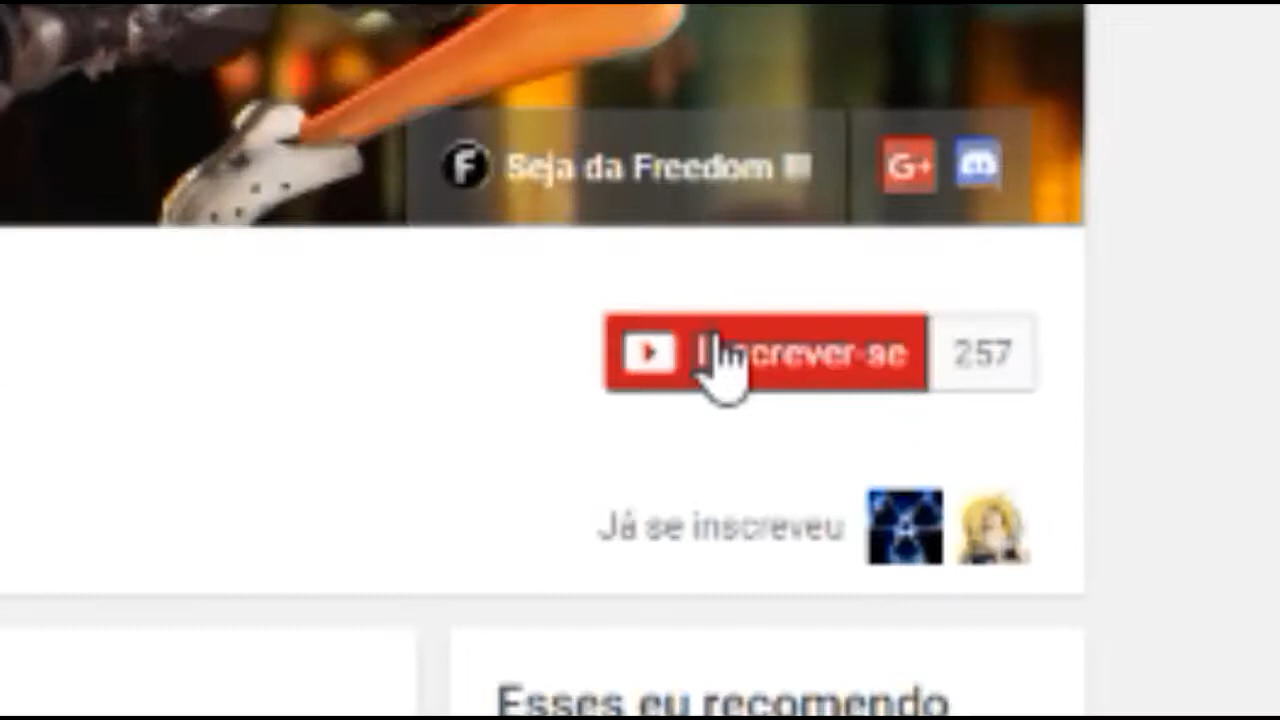 F Seja da Freedom !!!
G+
Inscrever-se 257
Já se inscreveu
Esses eu recomendo